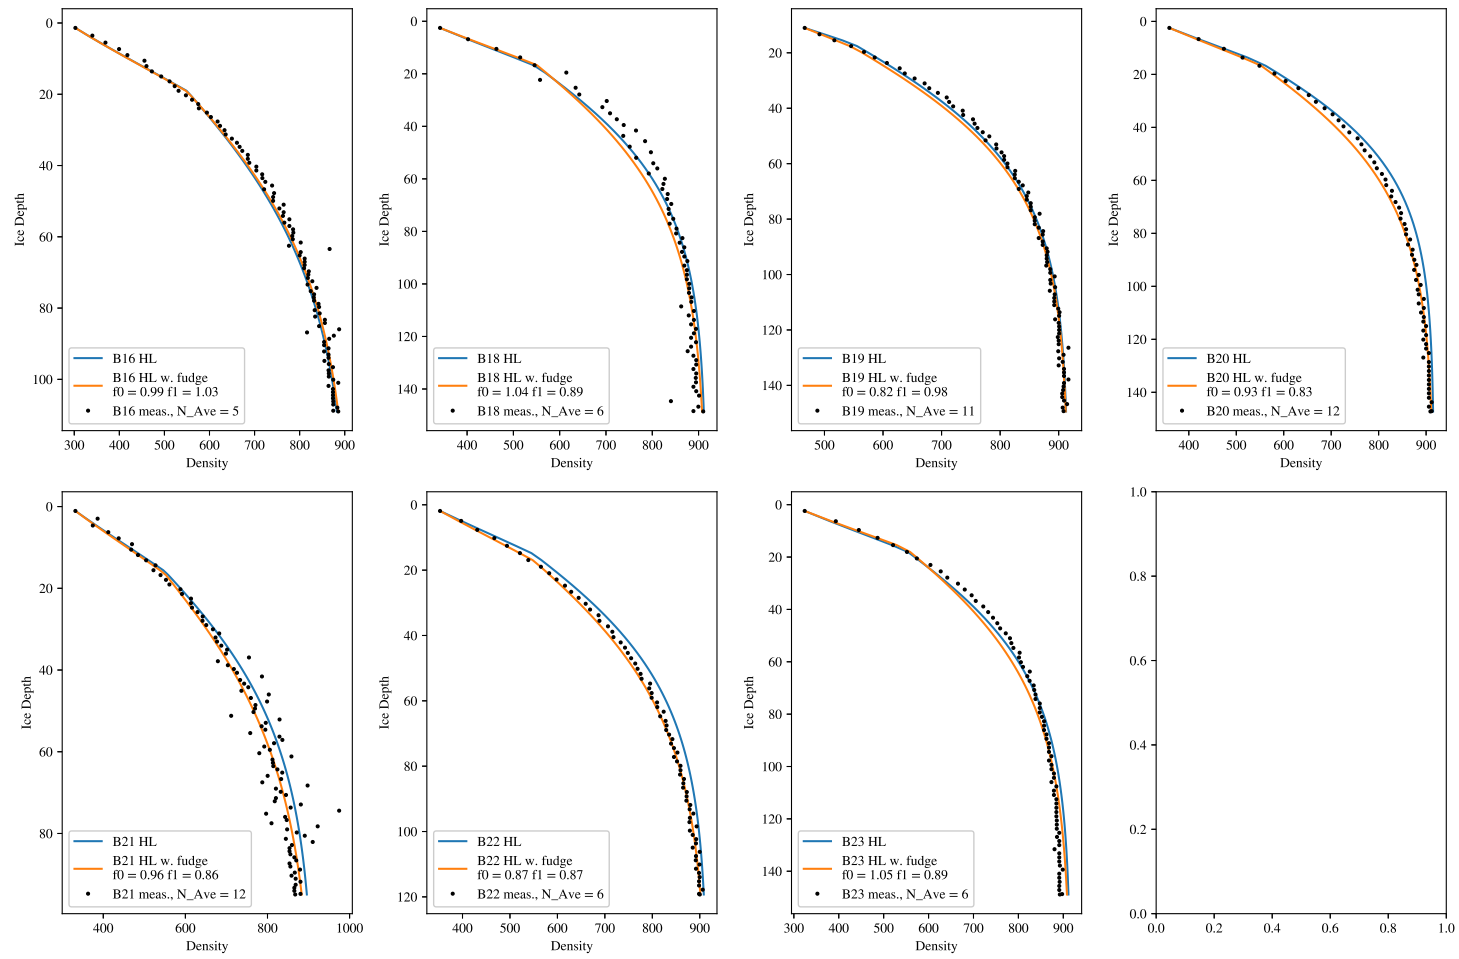 0
20
40
60
80
100
300
400
500
600
700
800
900
Ice Depth
Density
B16 HL
B16 HL w. fudge
f0 = 0.99 f1 = 1.03
B16 meas., N_Ave = 5
0
20
40
60
80
100
120
140
400
500
600
700
800
900
Ice Depth
Density
B18 HL
B18 HL w. fudge
f0 = 1.04 f1 = 0.89
B18 meas., N_Ave = 6
20
40
60
80
100
120
140
500
600
700
800
900
Ice Depth
Density
B19 HL
B19 HL w. fudge
f0 = 0.82 f1 = 0.98
B19 meas., N_Ave = 11
0
20
40
60
80
100
120
140
400
500
600
700
800
900
Ice Depth
Density
B20 HL
B20 HL w. fudge
f0 = 0.93 f1 = 0.83
B20 meas., N_Ave = 12
0
20
40
60
80
400
600
800
1000
Ice Depth
Density
B21 HL
B21 HL w. fudge
f0 = 0.96 f1 = 0.86
B21 meas., N_Ave = 12
0
20
40
60
80
100
120
400
500
600
700
800
900
Ice Depth
Density
B22 HL
B22 HL w. fudge
f0 = 0.87 f1 = 0.87
B22 meas., N_Ave = 6
0
20
40
60
80
100
120
140
300
400
500
600
700
800
900
Ice Depth
Density
B23 HL
B23 HL w. fudge
f0 = 1.05 f1 = 0.89
B23 meas., N_Ave = 6
1.0
0.8
0.6
0.4
0.2
0.0
0.0
0.2
0.4
0.6
0.8
1.0